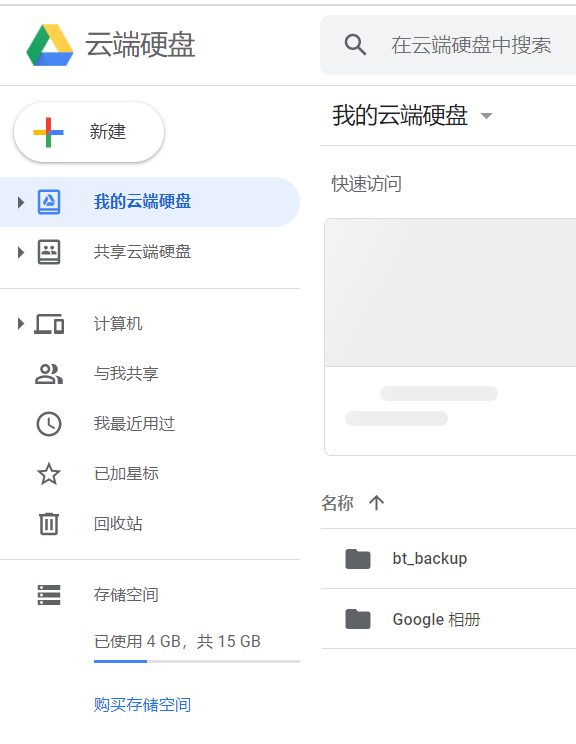 云端硬盘
在云端硬盘中搜索
新建
我的云端硬盘
共享云端硬盘
计算机
与我共享
我最近用过
已加星标
回收站
存储空间
已使用 4 GB，共 15 GB
购买存储空间
我的云端硬盘
快速访问
名称
bt_backup
Google 相册